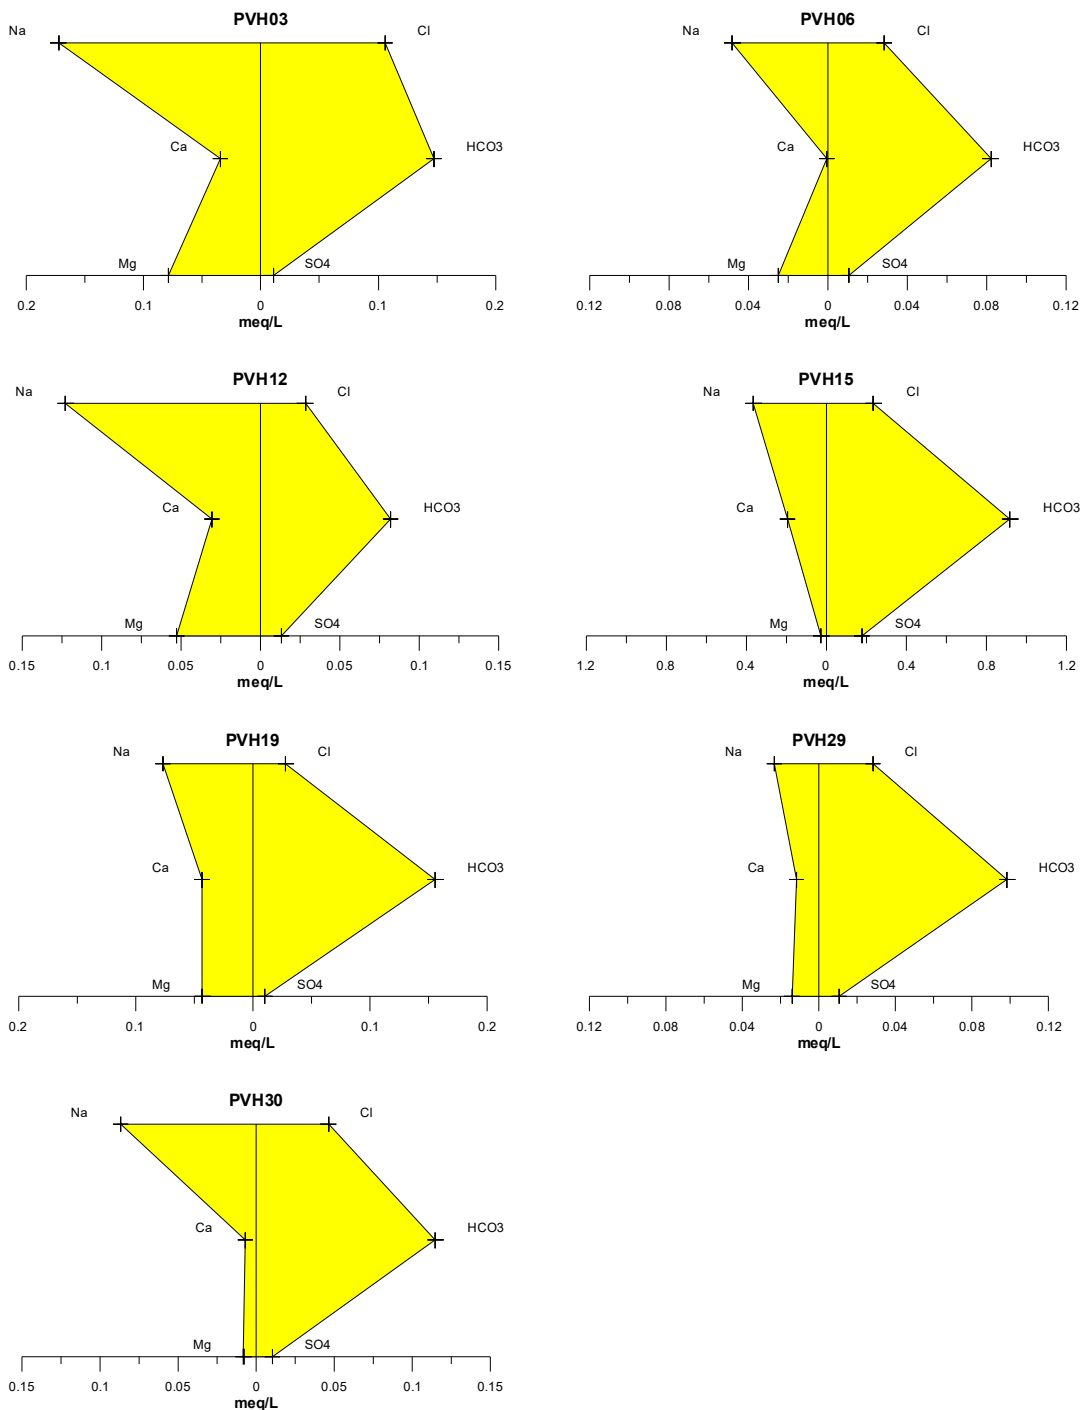 PVH03
Na Cl
Ca HCO3
Mg SO4
0.2 0.1 0 0.1 0.2
meq/L
PVH06
Na Cl
Ca HCO3
Mg SO4
0.12 0.08 0.04 0 0.04 0.08 0.12
meq/L
PVH12
Na Cl
Ca HCO3
Mg SO4
0.15 0.1 0.05 0 0.05 0.1 0.15
meq/L
PVH15
Na Cl
Ca HCO3
Mg SO4
1.2 0.8 0.4 0 0.4 0.8 1.2
meq/L
PVH19
Na Cl
Ca HCO3
Mg SO4
0.2 0.1 0 0.1 0.2
meq/L
PVH29
Na Cl
Ca HCO3
Mg SO4
0.12 0.08 0.04 0 0.04 0.08 0.12
meq/L
PVH30
Na Cl
Ca HCO3
Mg SO4
0.15 0.1 0.05 0 0.05 0.1 0.15
meq/L